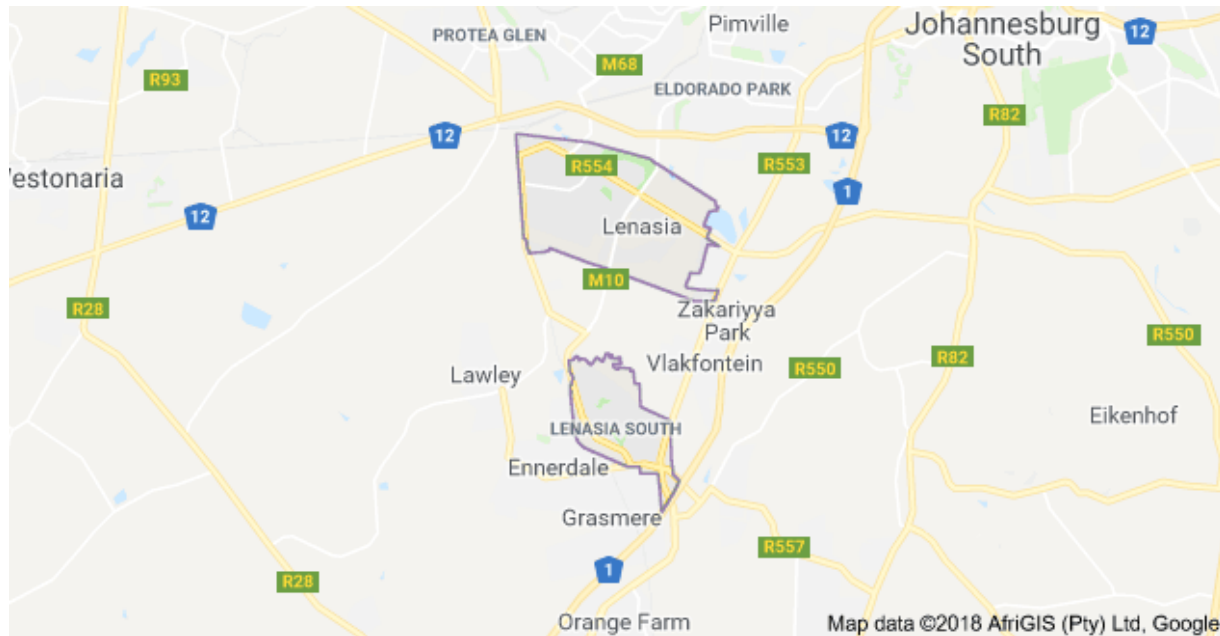 Pimville
Johannesburg
South
12
PROTEA GLEN
M68
R93
ELDORADO PARK
R82
12
12
R554
R553
estonaria
1
12
Lenasia
M10
R28
Zakariyya
Park
R550
Vlakfontein
R82
R550
Lawley
Eikenhof
LENASIA SOUTH
Ennerdale
Grasmere
R557
1
R28
Orange Farm
Map data ©2018 AfriGIS (Pty) Ltd, Google